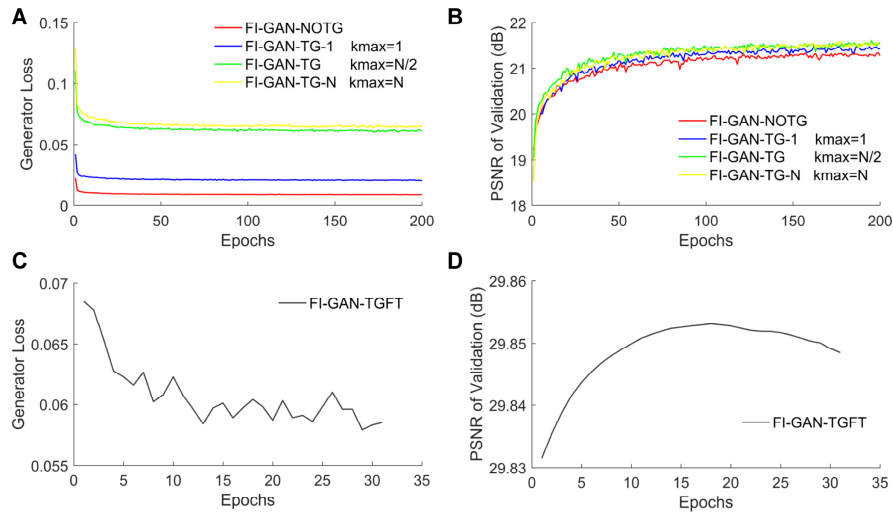 A
0.15
0.1
0.05
0
Generator Loss
FI-GAN-NOTG
FI-GAN-TG-1 kmax=1
FI-GAN-TG kmax=N/2
FI-GAN-TG-N kmax=N
0 50 100 150 200
Epochs
B
22
21
20
19
18
PSNR of Validation (dB)
FI-GAN-NOTG
FI-GAN-TG-1 kmax=1
FI-GAN-TG kmax=N/2
FI-GAN-TG-N kmax=N
0 50 100 150 200
Epochs
C
0.07
0.065
0.06
0.055
Generator Loss
FI-GAN-TGFT
0 5 10 15 20 25 30 35
Epochs
D
29.86
29.85
29.84
29.83
PSNR of Validation (dB)
FI-GAN-TGFT
0 5 10 15 20 25 30 35
Epochs